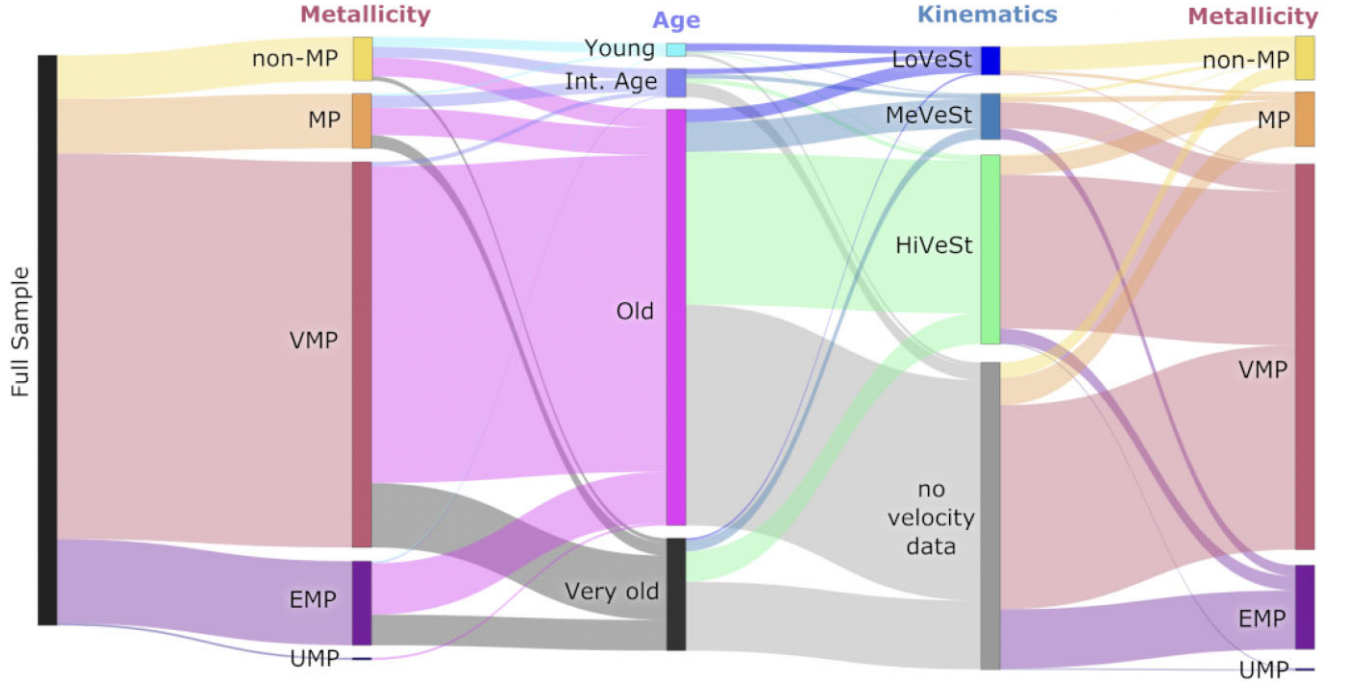 Metallicity
Age
Kinematics
Metallicity
Full Sample
non-MP
MP
VMP
EMP
UMP
Young
Int. Age
Old
Very old
LoVeSt
MeVeSt
HiVeSt
no
velocity
data
non-MP
MP
VMP
EMP
UMP